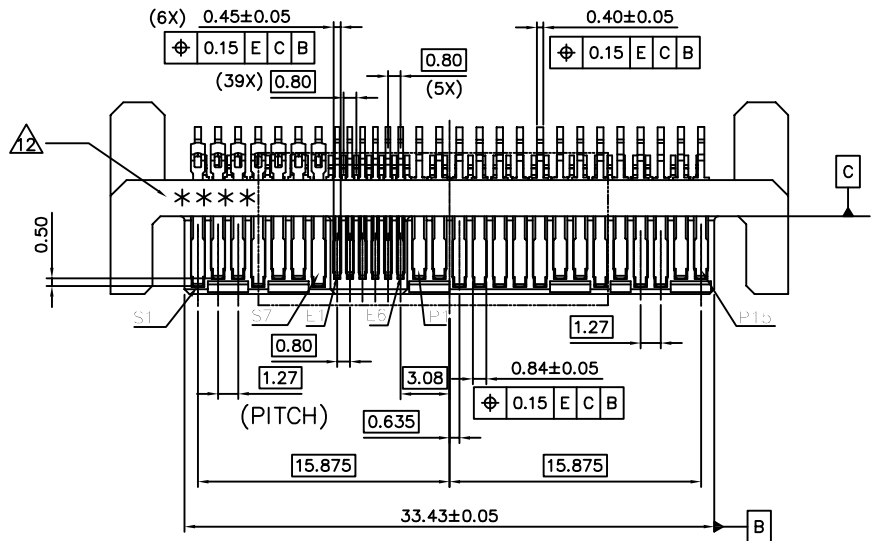 (6X) 0.45±0.05
⌖ 0.15 E C B
(39X) 0.80
0.80
(5X)
0.40±0.05
⌖ 0.15 E C B
12
****
C
0.50
S1 S7 E1 E6 P1 P15
0.80
1.27
(PITCH)
3.08
0.84±0.05
⌖ 0.15 E C B
1.27
0.635
15.875 15.875
33.43±0.05
B